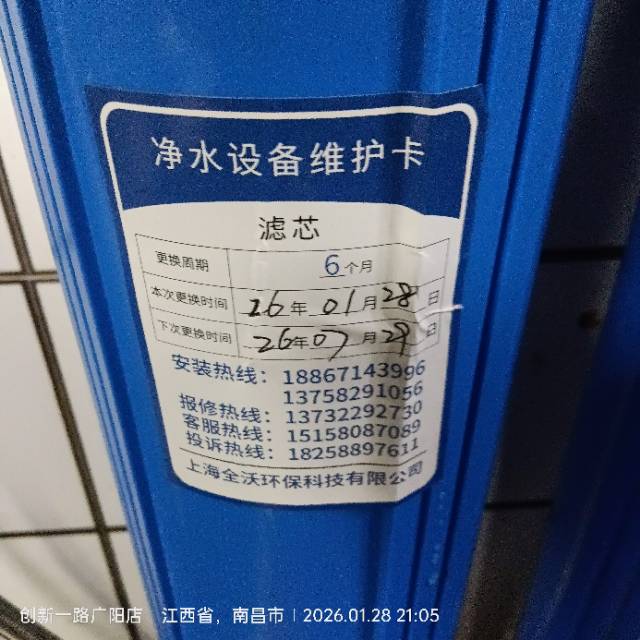 净水设备维护卡
滤芯
更换周期 6个月
本次更换时间 26年01月28日
下次更换时间 26年07月29日
安装热线：18867143996
13758291056
报修热线：13732292730
客服热线：15158087089
投诉热线：18258897611
上海全沃环保科技有限公司
创新一路广阳店 江西省，南昌市 | 2026.01.28 21:05